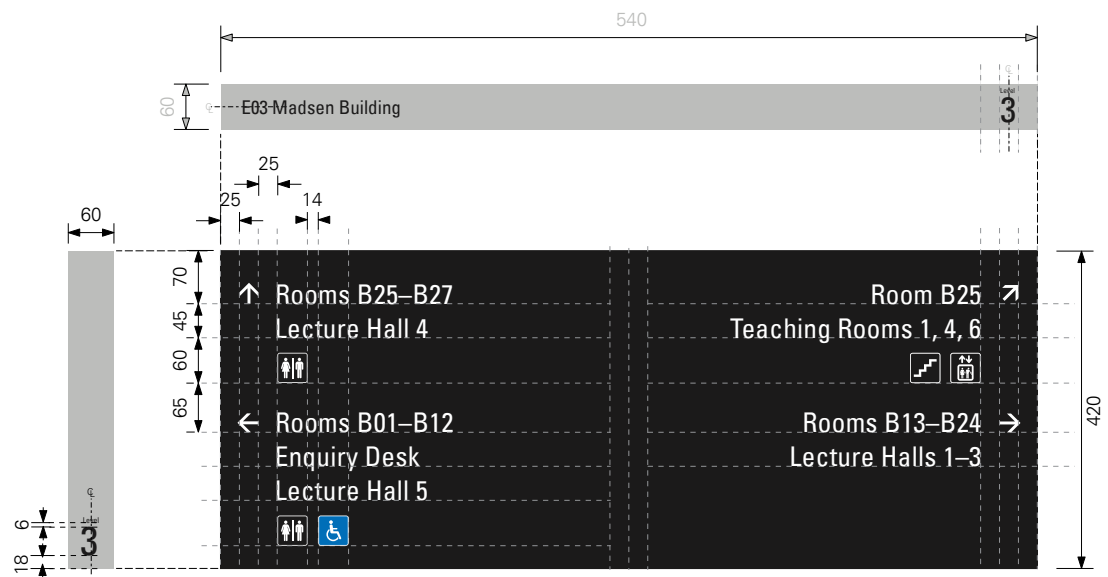 540
60
℄
E03 Madsen Building
℄
Level
3
25
25
14
60
70
45
60
65
420
↑ Rooms B25–B27
Lecture Hall 4
← Rooms B01–B12
Enquiry Desk
Lecture Hall 5
Room B25 ↗
Teaching Rooms 1, 4, 6
Rooms B13–B24 →
Lecture Halls 1–3
℄
Level
3
6
18